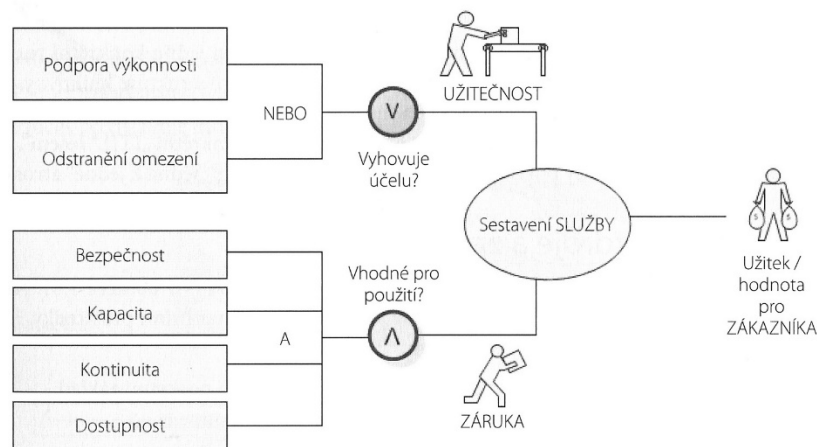 Podpora výkonnosti
Odstranění omezení
NEBO
V
Vyhovuje
účelu?
UŽITEČNOST
Bezpečnost
Kapacita
Kontinuita
Dostupnost
A
Vhodné pro
použití?
Λ
ZÁRUKA
Sestavení SLUŽBY
$ $
Užitek /
hodnota
pro
ZÁKAZNÍKA